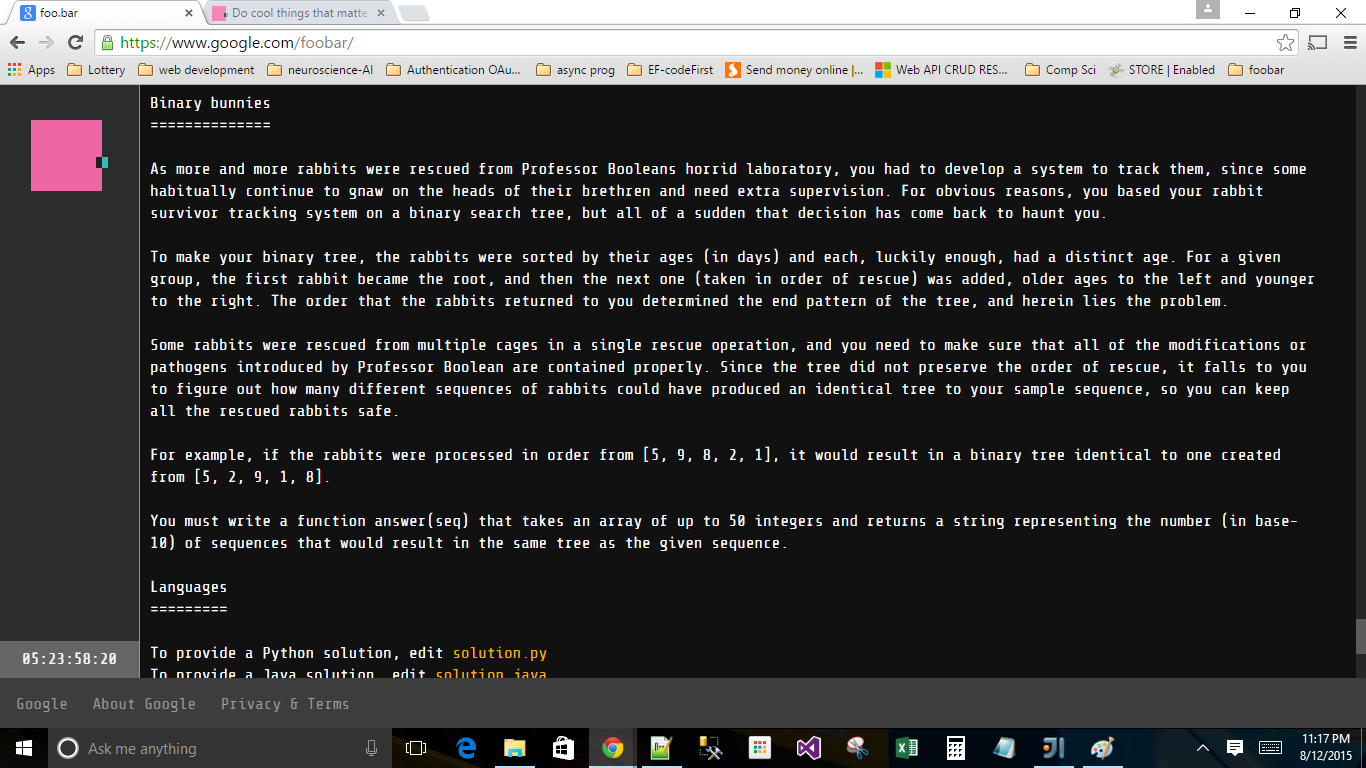 foo.bar
Do cool things that matte
https://www.google.com/foobar/
Apps Lottery web development neuroscience-AI Authentication OAu... async prog EF-codeFirst Send money online |... Web API CRUD RES... Comp Sci STORE | Enabled foobar
Binary bunnies
==============
As more and more rabbits were rescued from Professor Booleans horrid laboratory, you had to develop a system to track them, since some
habitually continue to gnaw on the heads of their brethren and need extra supervision. For obvious reasons, you based your rabbit
survivor tracking system on a binary search tree, but all of a sudden that decision has come back to haunt you.
To make your binary tree, the rabbits were sorted by their ages (in days) and each, luckily enough, had a distinct age. For a given
group, the first rabbit became the root, and then the next one (taken in order of rescue) was added, older ages to the left and younger
to the right. The order that the rabbits returned to you determined the end pattern of the tree, and herein lies the problem.
Some rabbits were rescued from multiple cages in a single rescue operation, and you need to make sure that all of the modifications or
pathogens introduced by Professor Boolean are contained properly. Since the tree did not preserve the order of rescue, it falls to you
to figure out how many different sequences of rabbits could have produced an identical tree to your sample sequence, so you can keep
all the rescued rabbits safe.
For example, if the rabbits were processed in order from [5, 9, 8, 2, 1], it would result in a binary tree identical to one created
from [5, 2, 9, 1, 8].
You must write a function answer(seq) that takes an array of up to 50 integers and returns a string representing the number (in base-
10) of sequences that would result in the same tree as the given sequence.
Languages
=========
To provide a Python solution, edit solution.py
To provide a Java solution, edit solution.java
05:23:58:20
Google About Google Privacy & Terms
Ask me anything
11:17 PM
8/12/2015